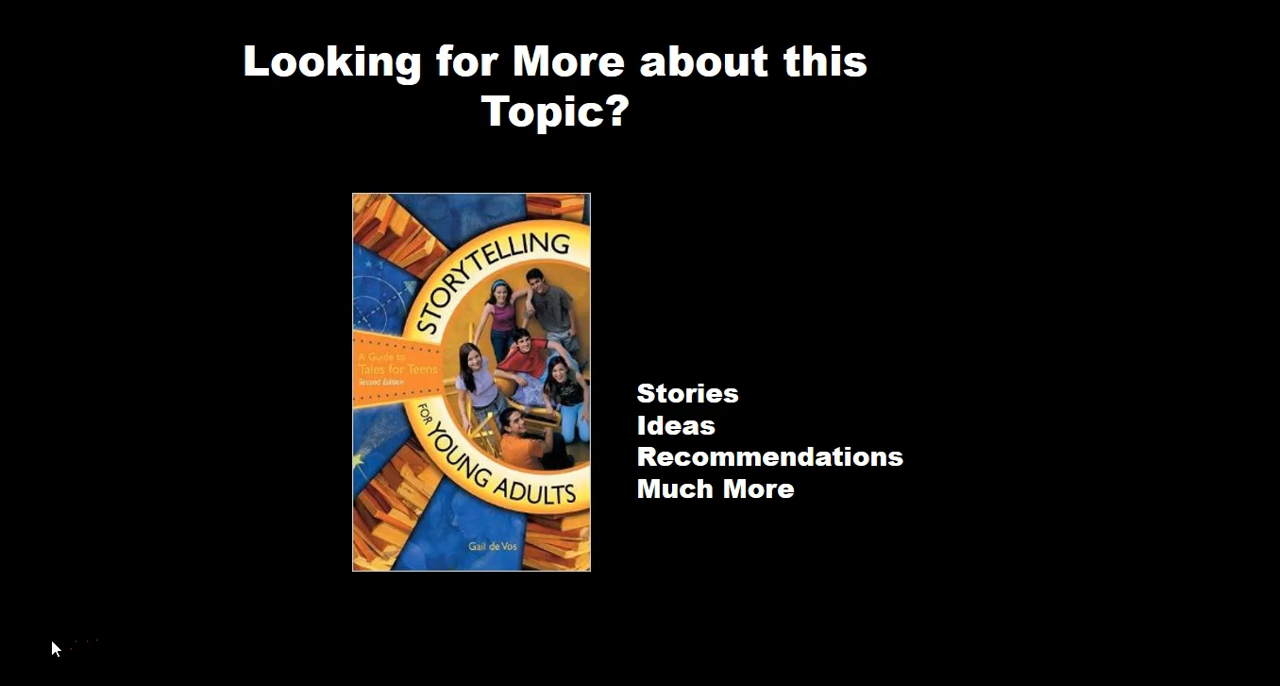 Looking for More about this
Topic?
STORYTELLING
A Guide to
Tales for Teens
Second Edition
FOR YOUNG ADULTS
Gail de Vos
Stories
Ideas
Recommendations
Much More